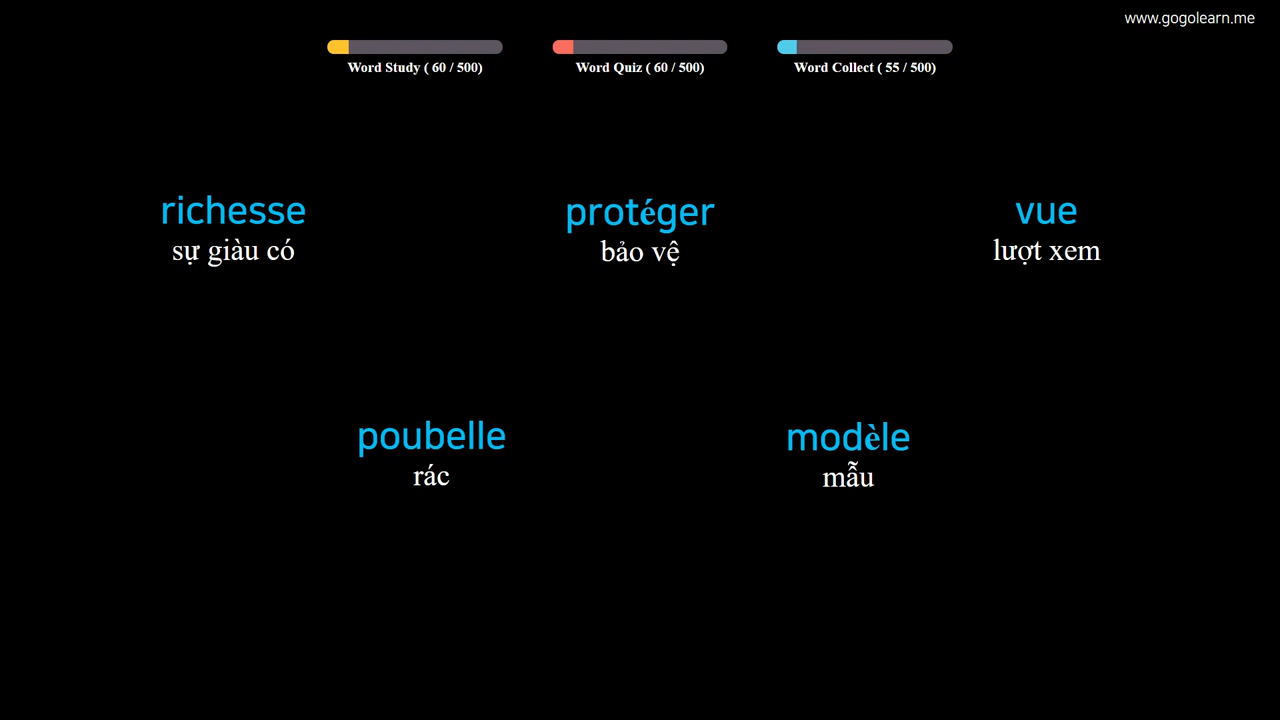 www.gogolearn.me
Word Study ( 60 / 500)
Word Quiz ( 60 / 500)
Word Collect ( 55 / 500)
richesse
sự giàu có
protéger
bảo vệ
vue
lượt xem
poubelle
rác
modèle
mẫu